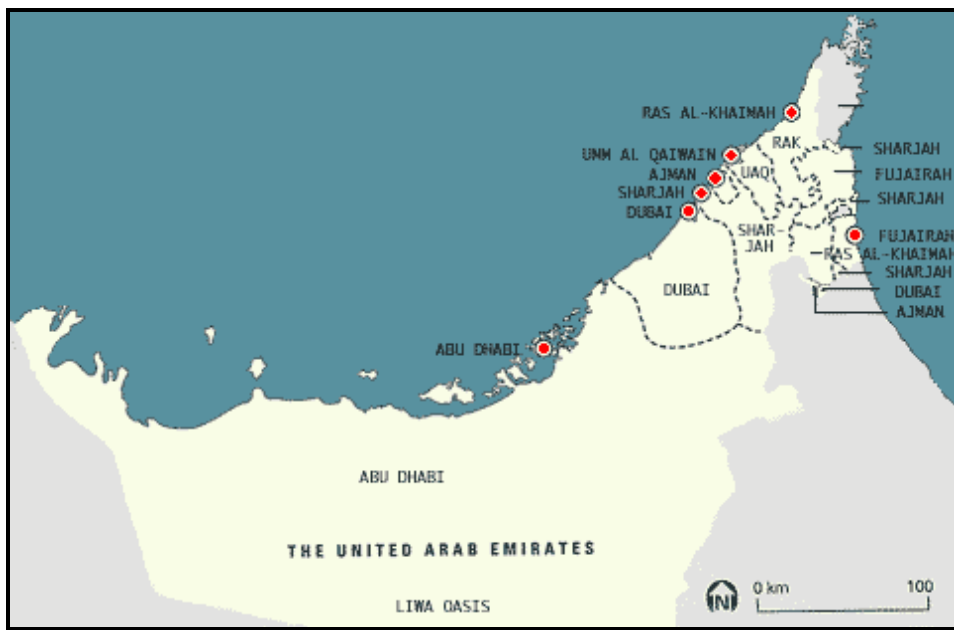 RAS AL-KHAIMAH
RAK
UMM AL QAIWAIN
SHARJAH
AJMAN
UAQ
FUJAIRAH
SHARJAH
SHARJAH
DUBAI
SHAR-
JAH
FUJAIRAH
RAS AL-KHAIMAH
SHARJAH
DUBAI
DUBAI
AJMAN
ABU DHABI
ABU DHABI
THE UNITED ARAB EMIRATES
LIWA OASIS
N
0 km 100